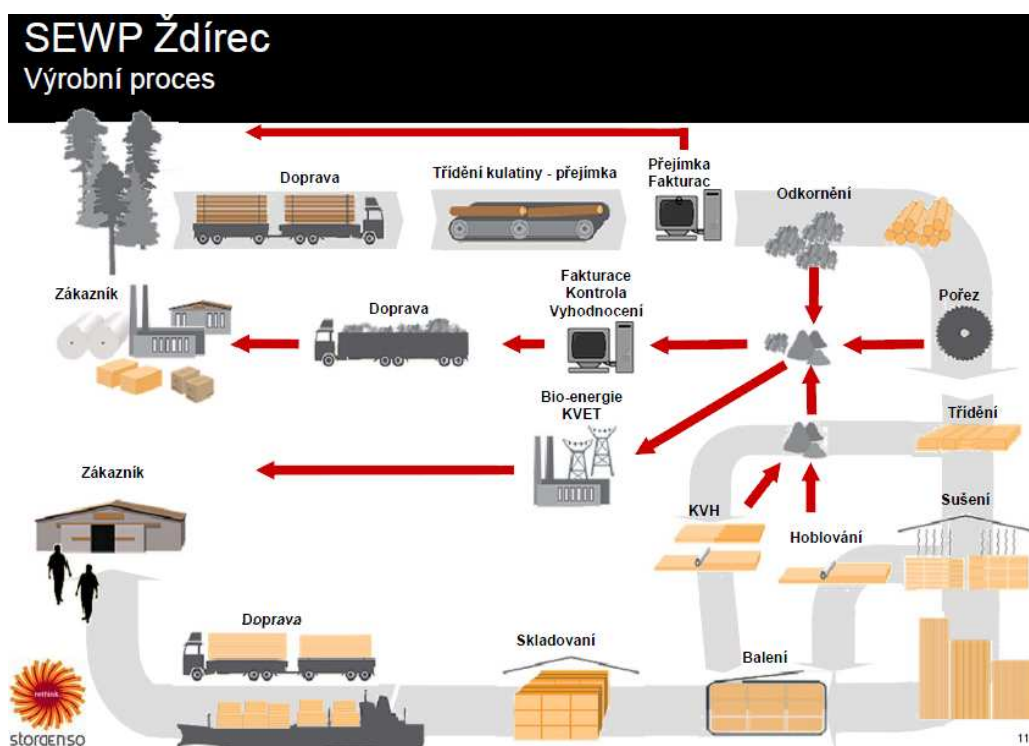 SEWP Ždírec
Výrobní proces
Doprava
Třídění kulatiny - přejímka
Přejímka
Fakturac
Odkornění
Zákazník
Doprava
Fakturace
Kontrola
Vyhodnocení
Pořez
Bio-energie
KVET
Třídění
Zákazník
KVH
Hoblování
Sušení
Doprava
Skladovaní
Balení
rethink
storaenso
11